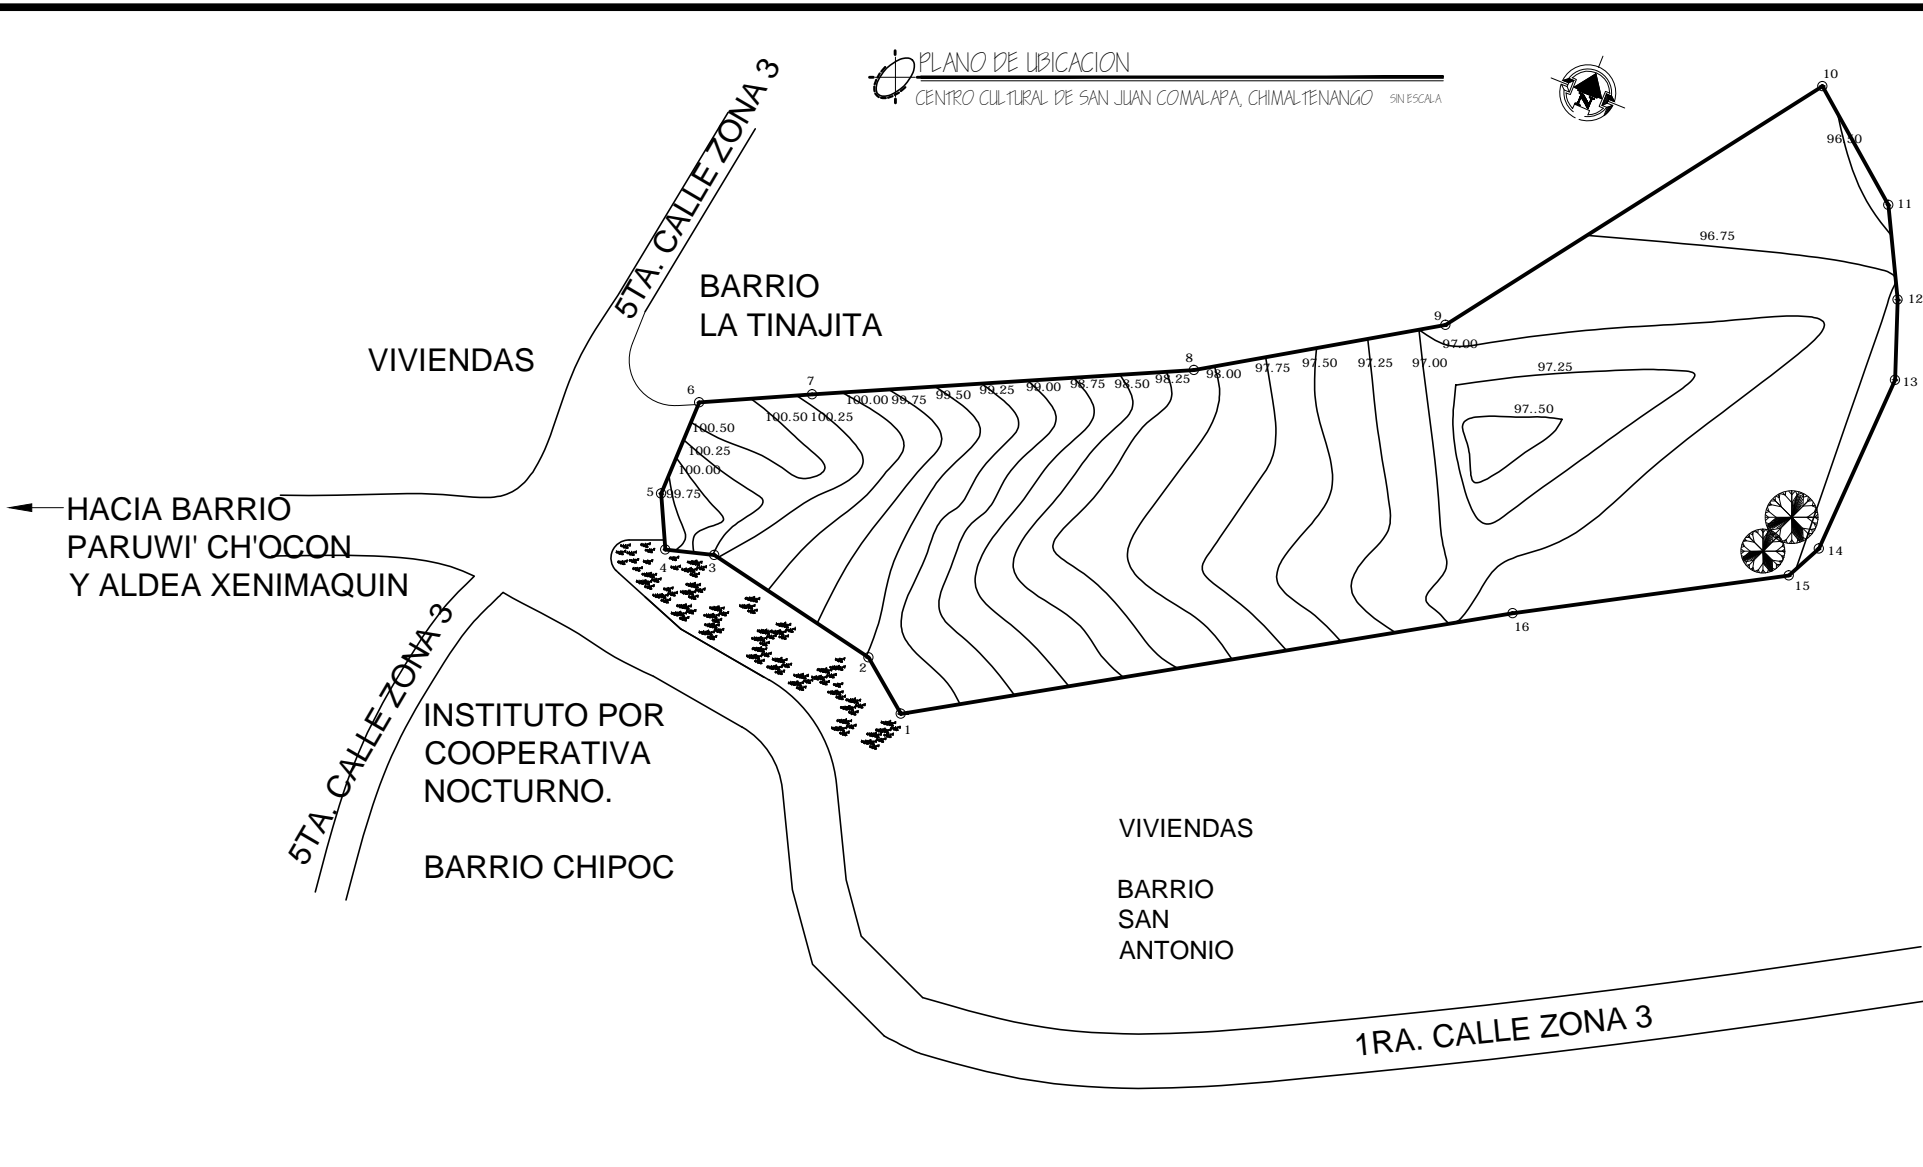 PLANO DE UBICACION
CENTRO CULTURAL DE SAN JUAN COMALAPA, CHIMALTENANGO SIN ESCALA
N
10
96.50
11
96.75
12
5TA. CALLE ZONA 3
BARRIO
LA TINAJITA
VIVIENDAS
9
97.00
8
98.00
97.75
97.50
97.25
97.00
97.25
13
7
6
100.00
99.75
99.50
99.25
99.00
98.75
98.50
98.25
97..50
100.50
100.25
100.50
100.25
100.00
5
99.75
HACIA BARRIO
PARUWI' CH'OCON
Y ALDEA XENIMAQUIN
4
3
14
15
16
2
1
5TA. CALLE ZONA 3
INSTITUTO POR
COOPERATIVA
NOCTURNO.
BARRIO CHIPOC
VIVIENDAS
BARRIO
SAN
ANTONIO
1RA. CALLE ZONA 3